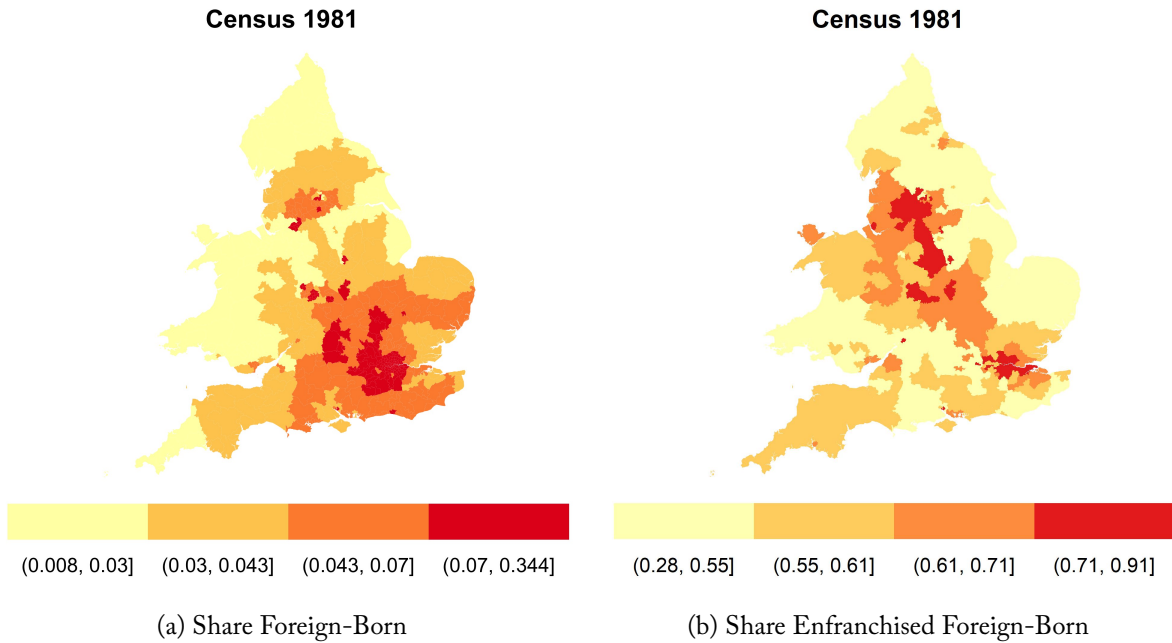 Census 1981
(0.008, 0.03] (0.03, 0.043] (0.043, 0.07] (0.07, 0.344]
(a) Share Foreign-Born
Census 1981
(0.28, 0.55] (0.55, 0.61] (0.61, 0.71] (0.71, 0.91]
(b) Share Enfranchised Foreign-Born